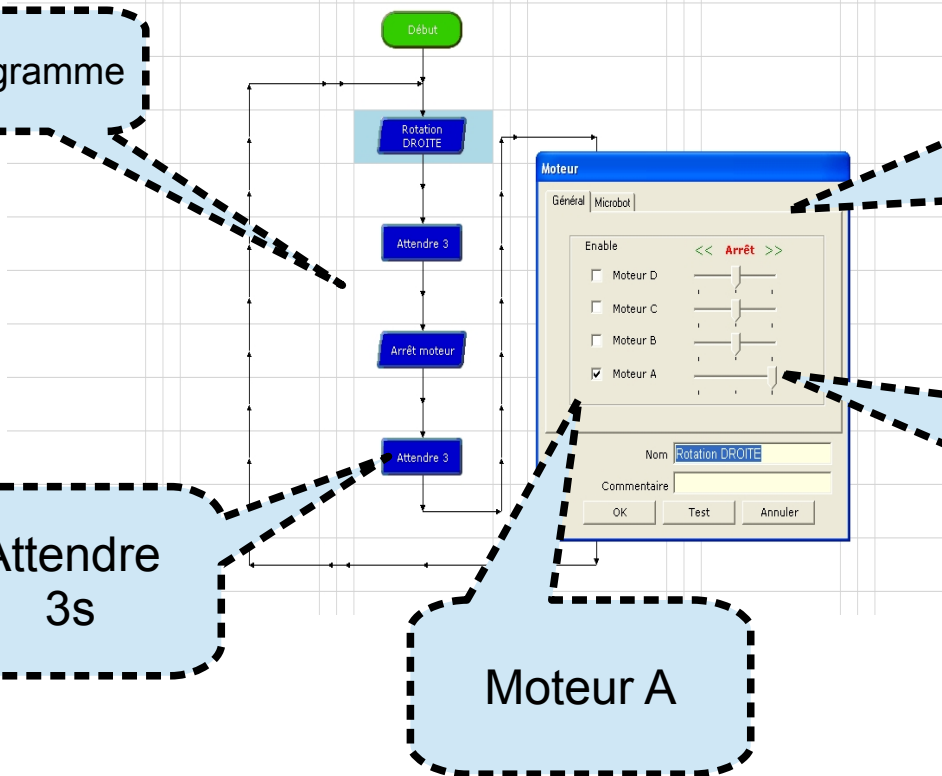 Début
Rotation
DROITE
Attendre 3
Arrêt moteur
Attendre 3
Attendre
3s
Moteur
Général
Microbot
Enable
<< Arrêt >>
Moteur D
Moteur C
Moteur B
Moteur A
Nom Rotation DROITE
Commentaire
OK Test Annuler
Moteur A